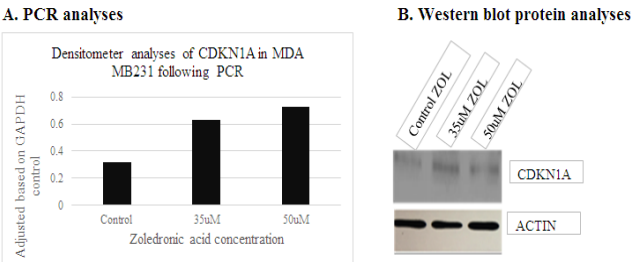 A. PCR analyses
Densitometer analyses of CDKN1A in MDA
MB231 following PCR
Adjusted based on GAPDH
control
0.8
0.6
0.4
0.2
0
Control
35uM
50uM
Zoledronic acid concentration
B. Western blot protein analyses
Control ZOL
35uM ZOL
50uM ZOL
CDKN1A
ACTIN